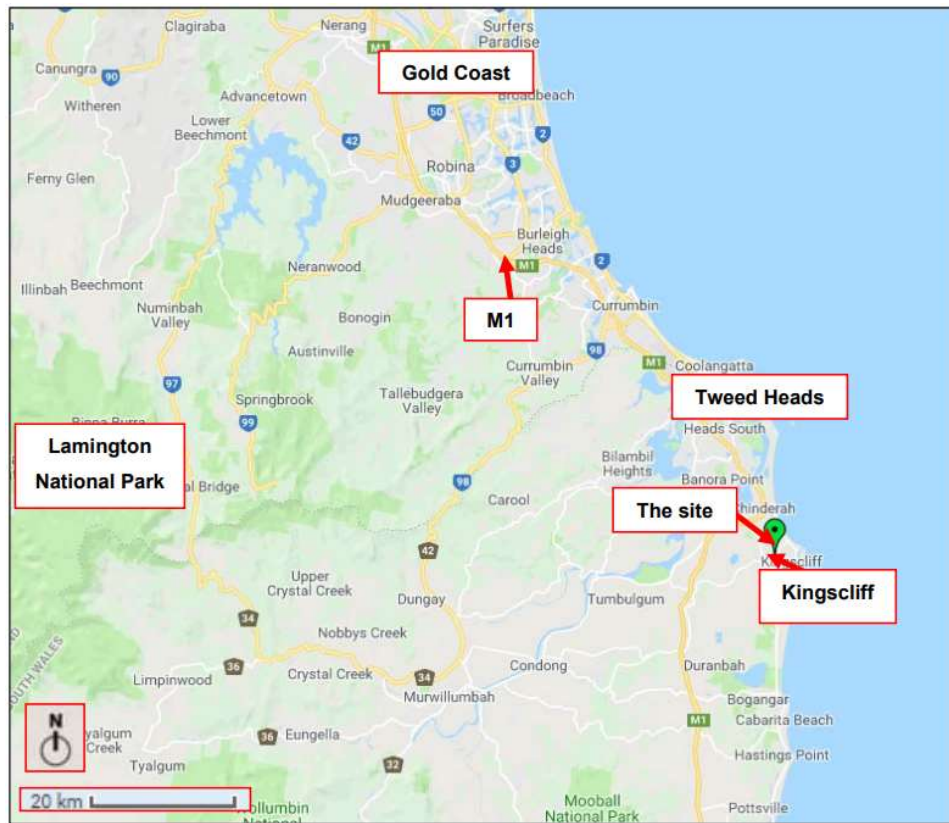 Clagiraba
Nerang
Surfers
Paradise
M1
Gold Coast
Canungra
90
Witheren
Advancetown
Broadbeach
50
Lower
Beechmont
42
2
Robina
3
Ferny Glen
Mudgeeraba
Burleigh
Heads
Neranwood
M1
2
Illinbah
Beechmont
Numinbah
Valley
Bonogin
M1
Currumbin
Austinville
98
Currumbin
Valley
M1
Coolangatta
97
Springbrook
Tallebudgera
Valley
Tweed Heads
99
Heads South
Lamington
National Park
Bridge
Bilambil
Heights
98
Banora Point
Carool
The site
Kingscliff
42
Upper
Crystal Creek
Dungay
Tumbulgum
Kingscliff
34
Nobbys Creek
36
Crystal Creek
34
Condong
Limpinwood
Duranbah
SOUTH WALES
Murwillumbah
Bogangar
N
Creek
36
Eungella
M1
Cabarita Beach
Tyalgum
32
Hastings Point
20 km
Mooball
National Park
National
Pottsville